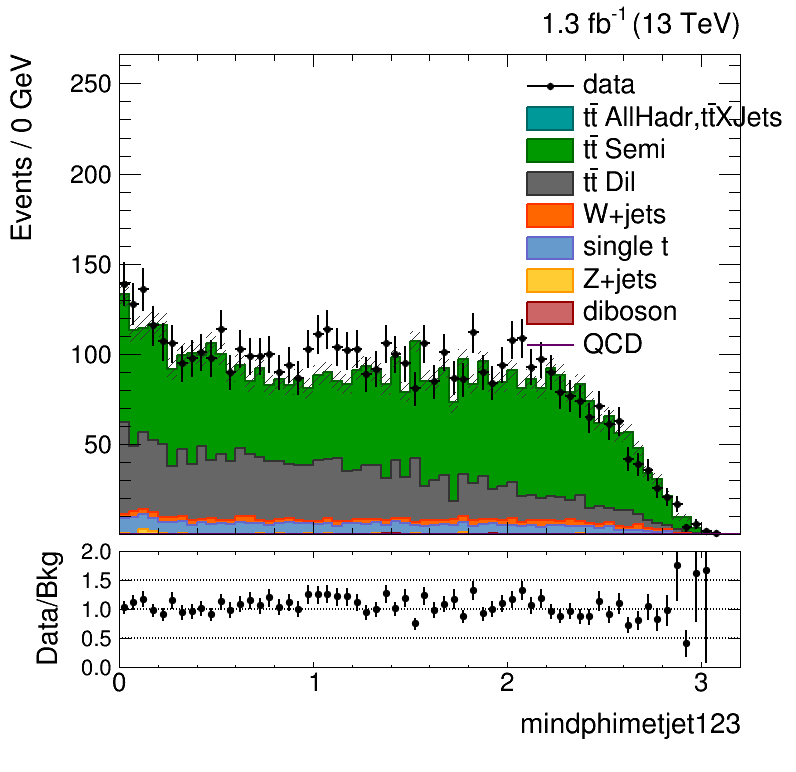 1.3 fb⁻¹ (13 TeV)
Events / 0 GeV
250
200
150
100
50
data
tt̄ AllHadr,tt̄XJets
tt̄ Semi
tt̄ Dil
W+jets
single t
Z+jets
diboson
QCD
Data/Bkg
2.0
1.5
1.0
0.5
0.0
0 1 2 3
mindphimetjet123